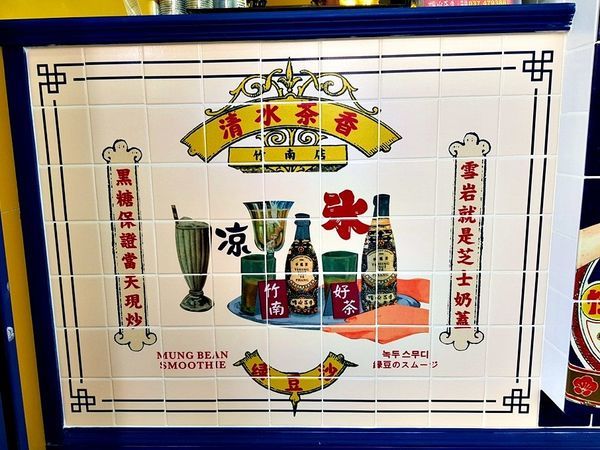 清水茶香
竹南店
黑糖保證當天現炒
雪岩就是芝士奶蓋
涼
氷
竹南
好茶
MUNG BEAN
SMOOTHIE
녹두 스무디
緑豆のスムージ
綠豆沙